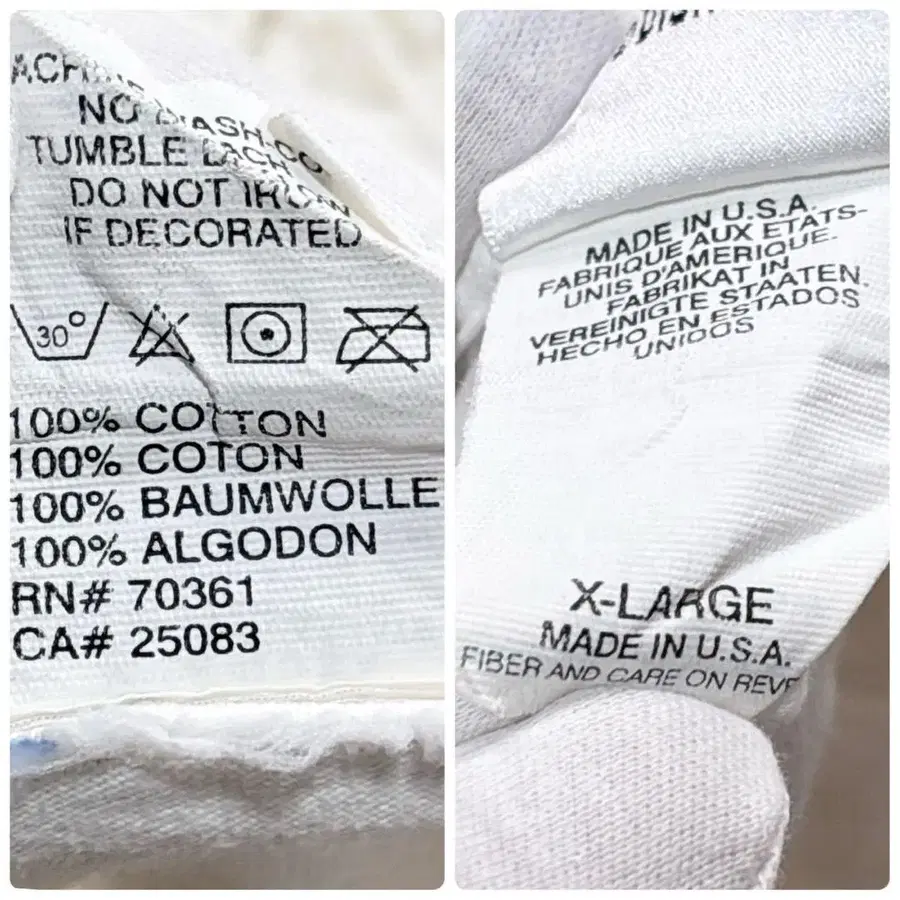 NO
TUMBLE
DO NOT IRON
IF DECORATED
30°
100% COTTON
100% COTON
100% BAUMWOLLE
100% ALGODON
RN# 70361
CA# 25083
MADE IN U.S.A.
FABRIQUE AUX ETATS-
UNIS D'AMERIQUE.
FABRIKAT IN
VEREINIGTE STAATEN.
HECHO EN ESTADOS
UNIDOS
X-LARGE
MADE IN U.S.A.
FIBER AND CARE ON REVE